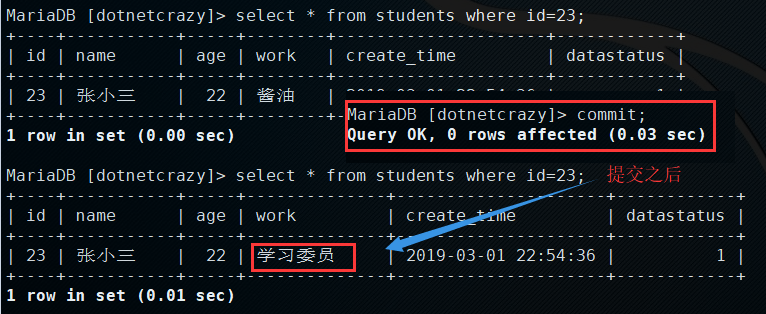 MariaDB [dotnetcrazy]> select * from students where id=23;
+----+-----------+-----+--------+---------------------+------------+
| id | name | age | work | create_time | datastatus |
+----+-----------+-----+--------+
| 23 | 张小三 | 22 | 酱油 |
+----+-----------+-----+--------+
1 row in set (0.00 sec)
MariaDB [dotnetcrazy]> commit;
Query OK, 0 rows affected (0.03 sec)
MariaDB [dotnetcrazy]> select * from students where id=23;
提交之后
+----+-----------+-----+--------------+---------------------+------------+
| id | name | age | work | create_time | datastatus |
+----+-----------+-----+--------------+---------------------+------------+
| 23 | 张小三 | 22 | 学习委员 | 2019-03-01 22:54:36 | 1 |
+----+-----------+-----+--------------+---------------------+------------+
1 row in set (0.01 sec)